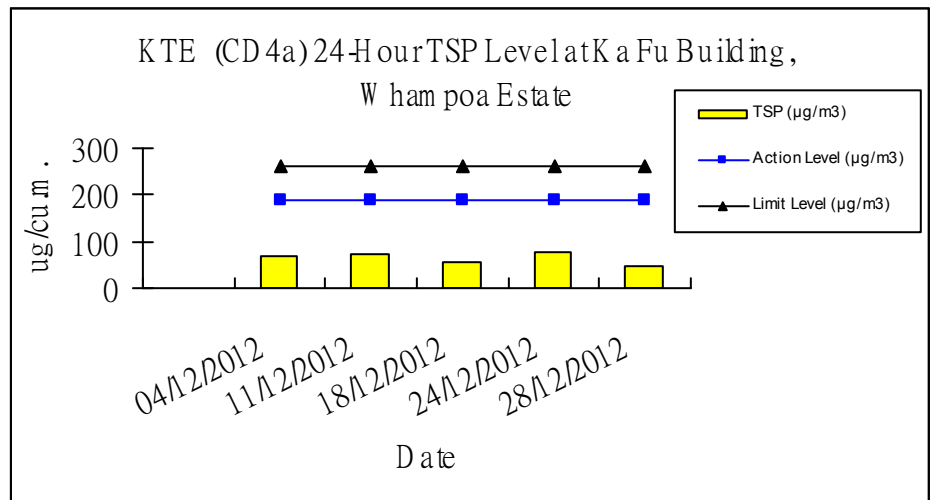 KTE (CD4a) 24-Hour TSP Level at Ka Fu Building,
Whampoa Estate
TSP (µg/m3)
Action Level (µg/m3)
Limit Level (µg/m3)
ug/cu.m.
300
200
100
0
04/12/2012
11/12/2012
18/12/2012
24/12/2012
28/12/2012
Date